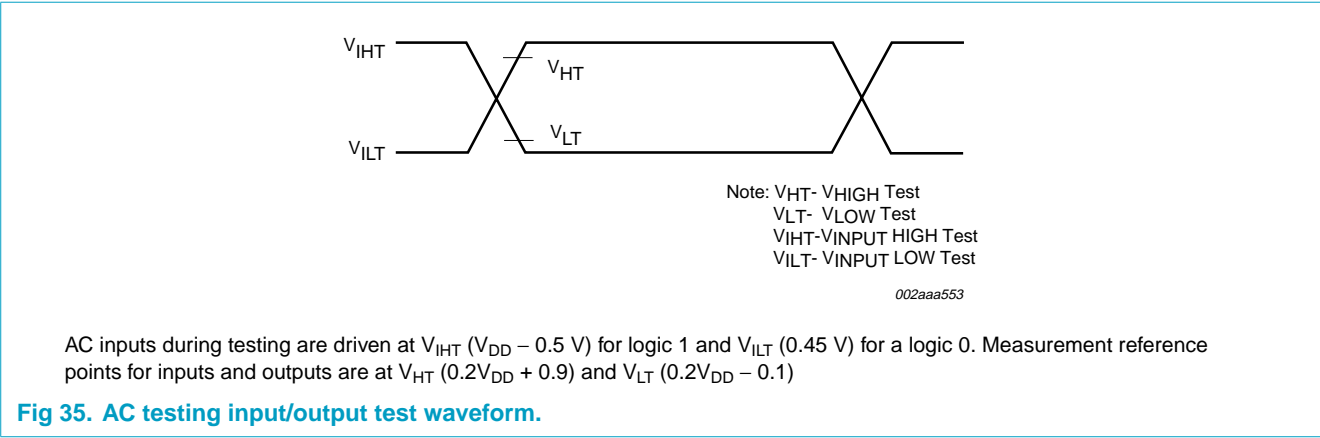 VIHT
VHT
VLT
VILT
Note: VHT- VHIGH Test
VLT- VLOW Test
VIHT-VINPUT HIGH Test
VILT- VINPUT LOW Test
002aaa553
AC inputs during testing are driven at VIHT (VDD − 0.5 V) for logic 1 and VILT (0.45 V) for a logic 0. Measurement reference
points for inputs and outputs are at VHT (0.2VDD + 0.9) and VLT (0.2VDD − 0.1)
Fig 35. AC testing input/output test waveform.